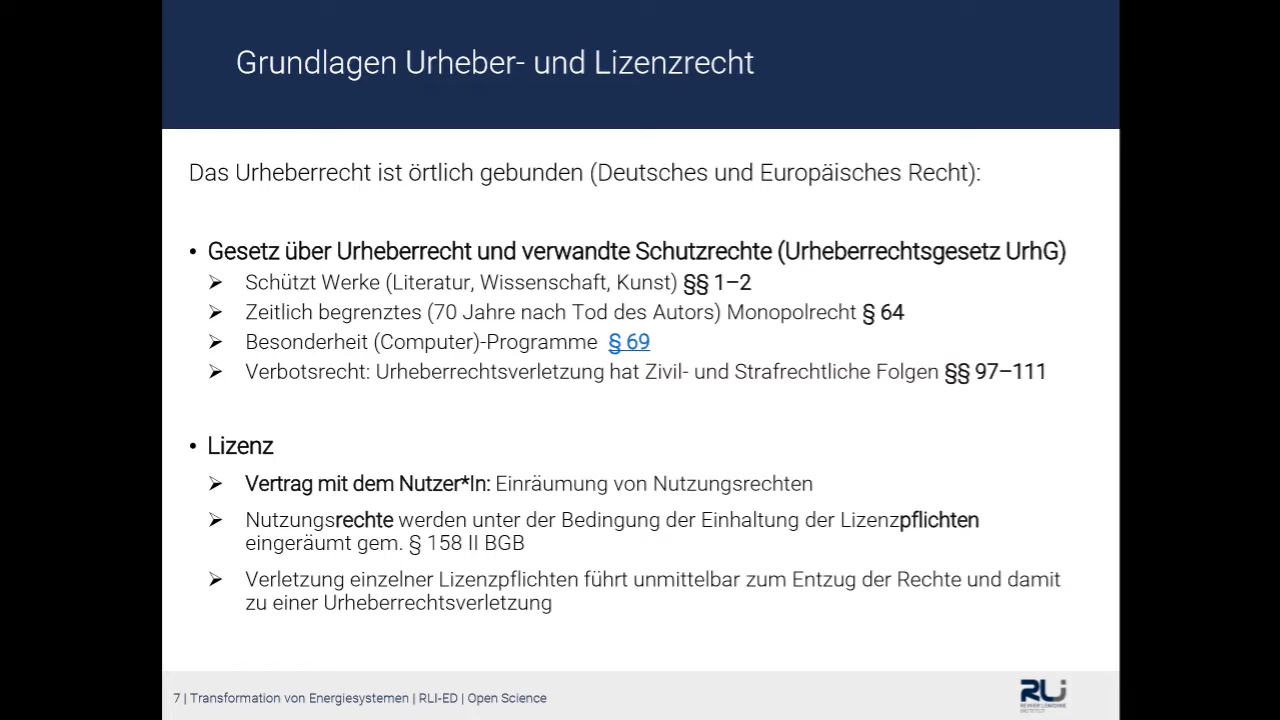 Grundlagen Urheber- und Lizenzrecht
Das Urheberrecht ist örtlich gebunden (Deutsches und Europäisches Recht):
• Gesetz über Urheberrecht und verwandte Schutzrechte (Urheberrechtsgesetz UrhG)
➢ Schützt Werke (Literatur, Wissenschaft, Kunst) §§ 1–2
➢ Zeitlich begrenztes (70 Jahre nach Tod des Autors) Monopolrecht § 64
➢ Besonderheit (Computer)-Programme § 69
➢ Verbotsrecht: Urheberrechtsverletzung hat Zivil- und Strafrechtliche Folgen §§ 97–111
• Lizenz
➢ Vertrag mit dem Nutzer*In: Einräumung von Nutzungsrechten
➢ Nutzungsrechte werden unter der Bedingung der Einhaltung der Lizenzpflichten
eingeräumt gem. § 158 II BGB
➢ Verletzung einzelner Lizenzpflichten führt unmittelbar zum Entzug der Rechte und damit
zu einer Urheberrechtsverletzung
7 | Transformation von Energiesystemen | RLI-ED | Open Science
RLI
REINER LEMOINE
INSTITUT